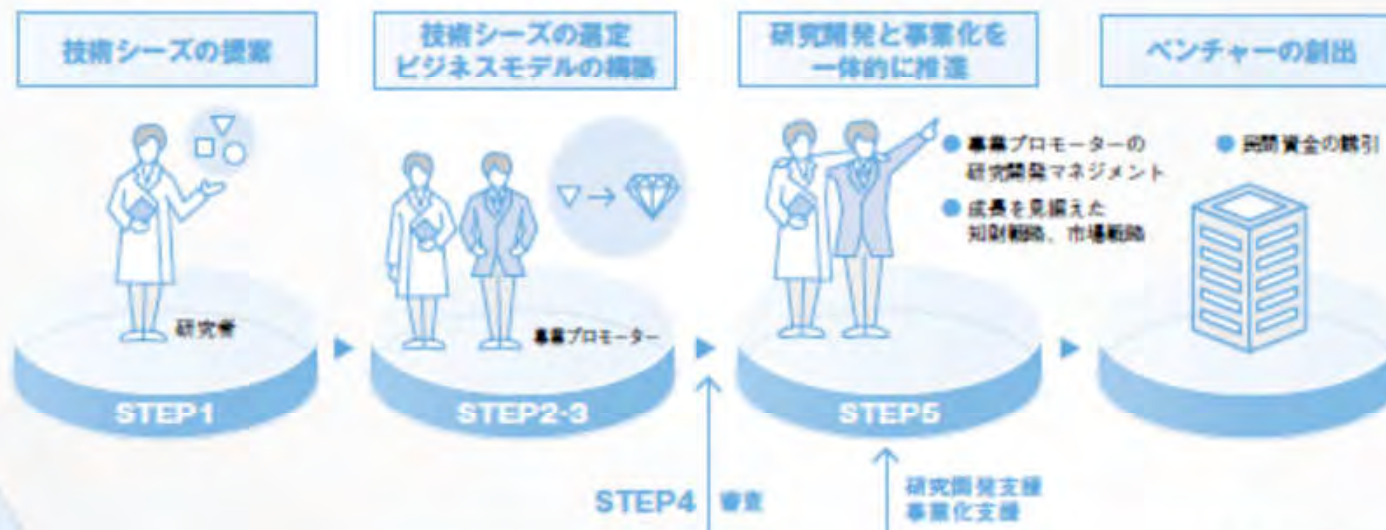 技術シーズの提案
技術シーズの選定
ビジネスモデルの構築
研究開発と事業化を
一体的に推進
ベンチャーの創出
研究者
事業プロモーター
● 事業プロモーターの
研究開発マネジメント
● 成長を見据えた
知財戦略、市場戦略
● 民間資金の誘引
STEP1
STEP2-3
STEP5
STEP4 審査
研究開発支援
事業化支援